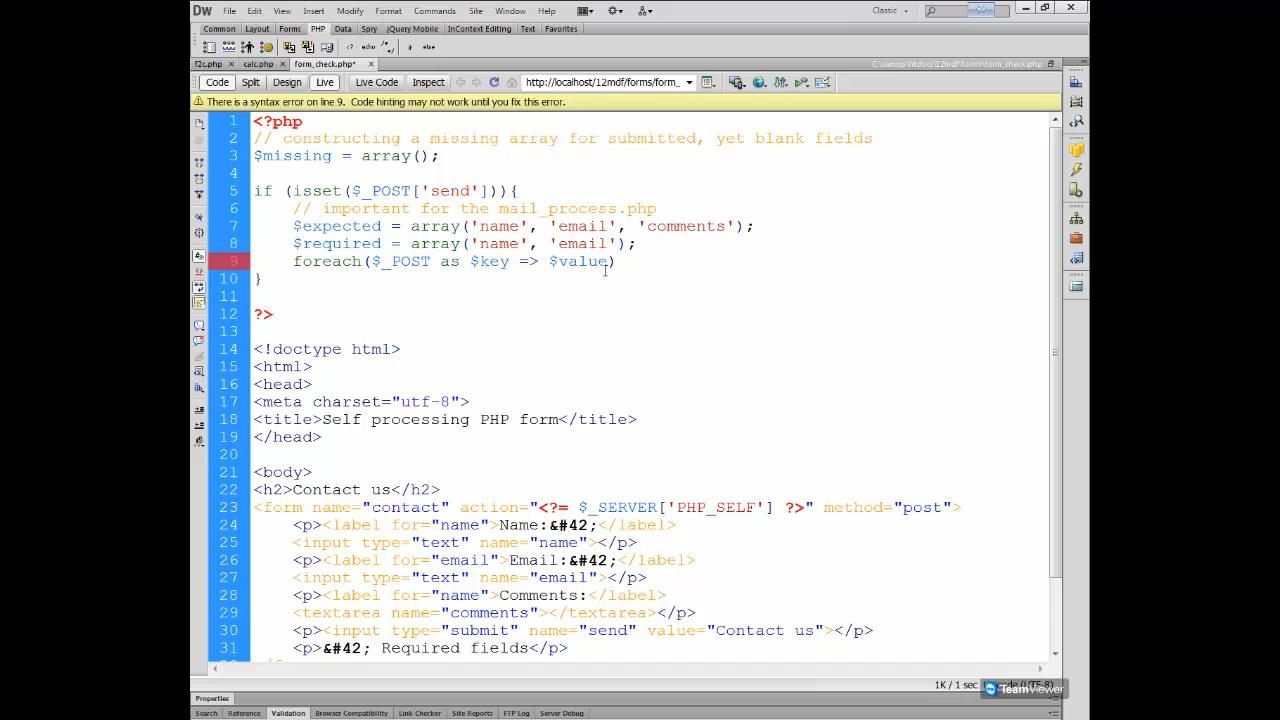 Dw File Edit View Insert Modify Format Commands Site Window Help Classic
Common Layout Forms PHP Data Spry jQuery Mobile InContext Editing Text Favorites
<? echo /*/ if else
f2c.php × calc.php × form_check.php* × C:\xampp\htdocs\12mdf\forms\form_check.php
Code Split Design Live Live Code Inspect http://localhost/12mdf/forms/form_
There is a syntax error on line 9. Code hinting may not work until you fix this error.
1 <?php
2 // constructing a missing array for submitted, yet blank fields
3 $missing = array();
4
5 if (isset($_POST['send'])){
6 // important for the mail_process.php
7 $expected = array('name', 'email', 'comments');
8 $required = array('name', 'email');
9 foreach($_POST as $key => $value)
10 }
11
12 ?>
13
14 <!doctype html>
15 <html>
16 <head>
17 <meta charset="utf-8">
18 <title>Self processing PHP form</title>
19 </head>
20
21 <body>
22 <h2>Contact us</h2>
23 <form name="contact" action="<?= $_SERVER['PHP_SELF'] ?>" method="post">
24 <p><label for="name">Name:&#42;</label>
25 <input type="text" name="name"></p>
26 <p><label for="email">Email:&#42;</label>
27 <input type="text" name="email"></p>
28 <p><label for="name">Comments:</label>
29 <textarea name="comments"></textarea></p>
30 <p><input type="submit" name="send" value="Contact us"></p>
31 <p>&#42; Required fields</p>
1K / 1 sec (UTF-8)
TeamViewer
Properties
Search Reference Validation Browser Compatibility Link Checker Site Reports FTP Log Server Debug